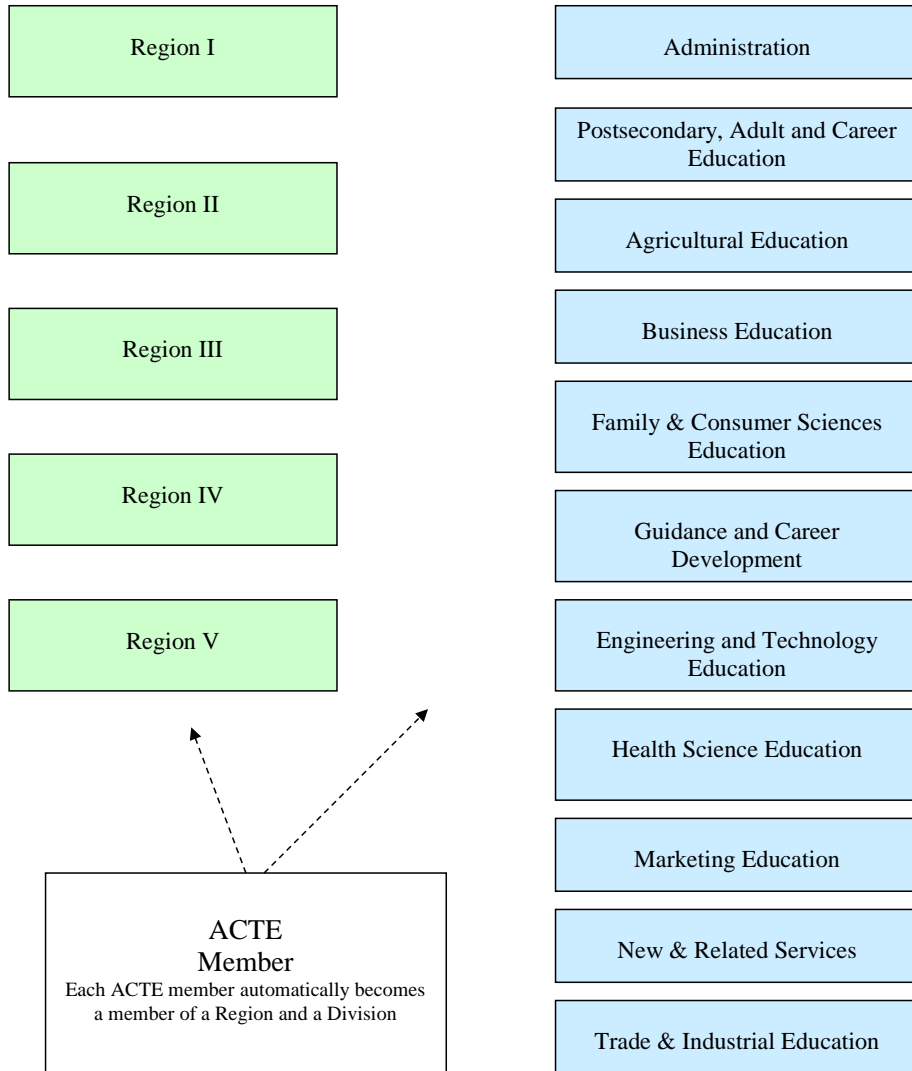 Region I
Region II
Region III
Region IV
Region V
ACTE
Member
Each ACTE member automatically becomes
a member of a Region and a Division
Administration
Postsecondary, Adult and Career
Education
Agricultural Education
Business Education
Family & Consumer Sciences
Education
Guidance and Career
Development
Engineering and Technology
Education
Health Science Education
Marketing Education
New & Related Services
Trade & Industrial Education